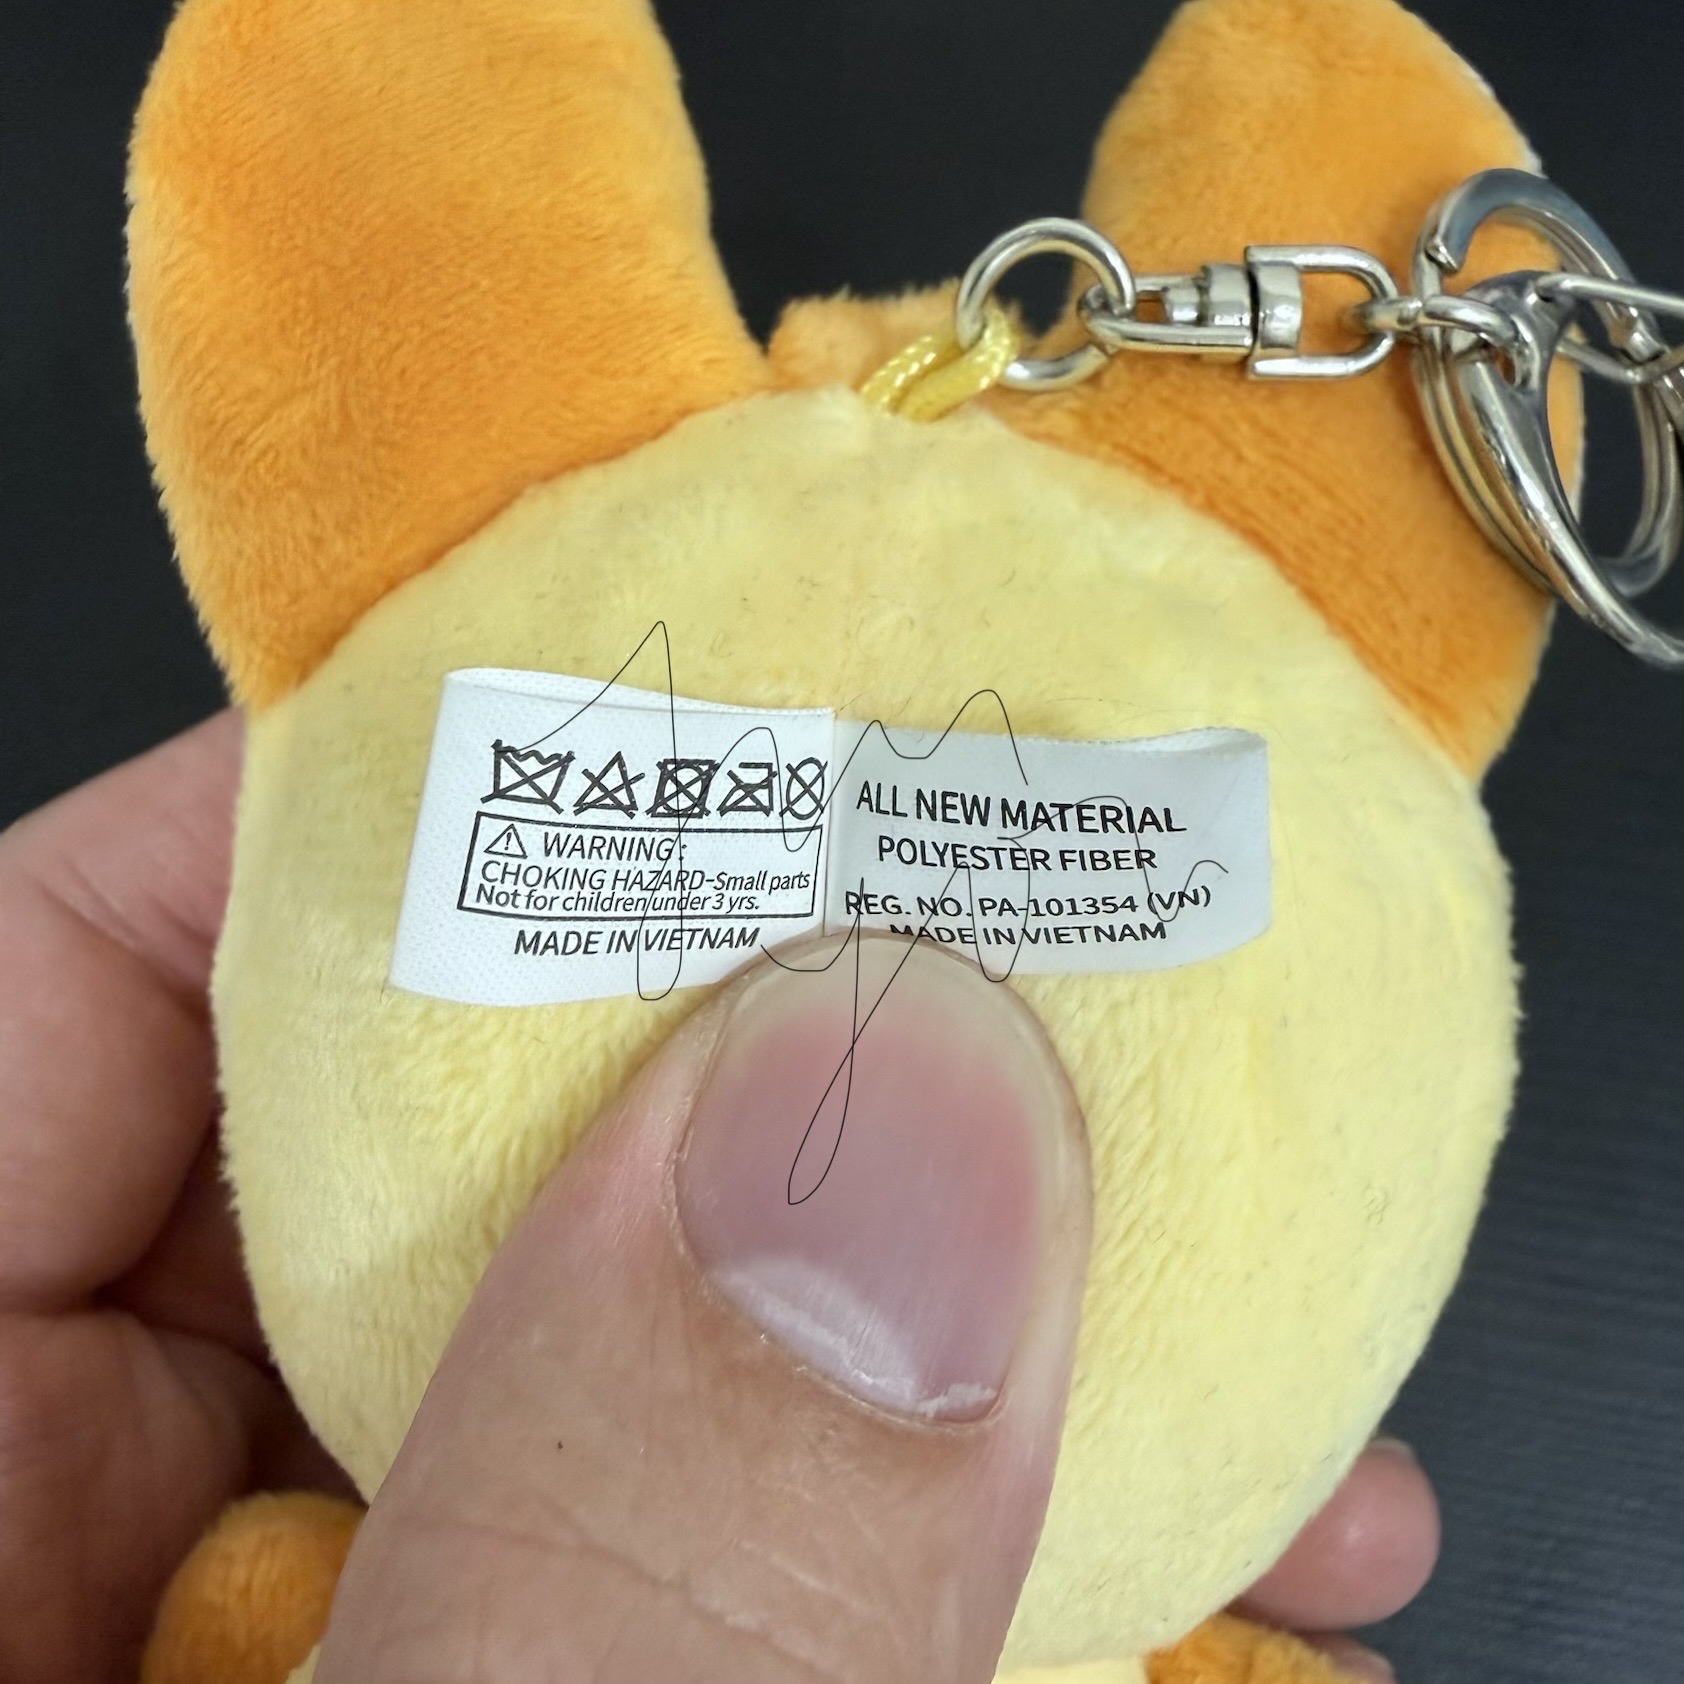 WARNING:
CHOKING HAZARD-Small parts
Not for children under 3 yrs.
MADE IN VIETNAM
ALL NEW MATERIAL
POLYESTER FIBER
REG. NO. PA-101354 (VN)
MADE IN VIETNAM